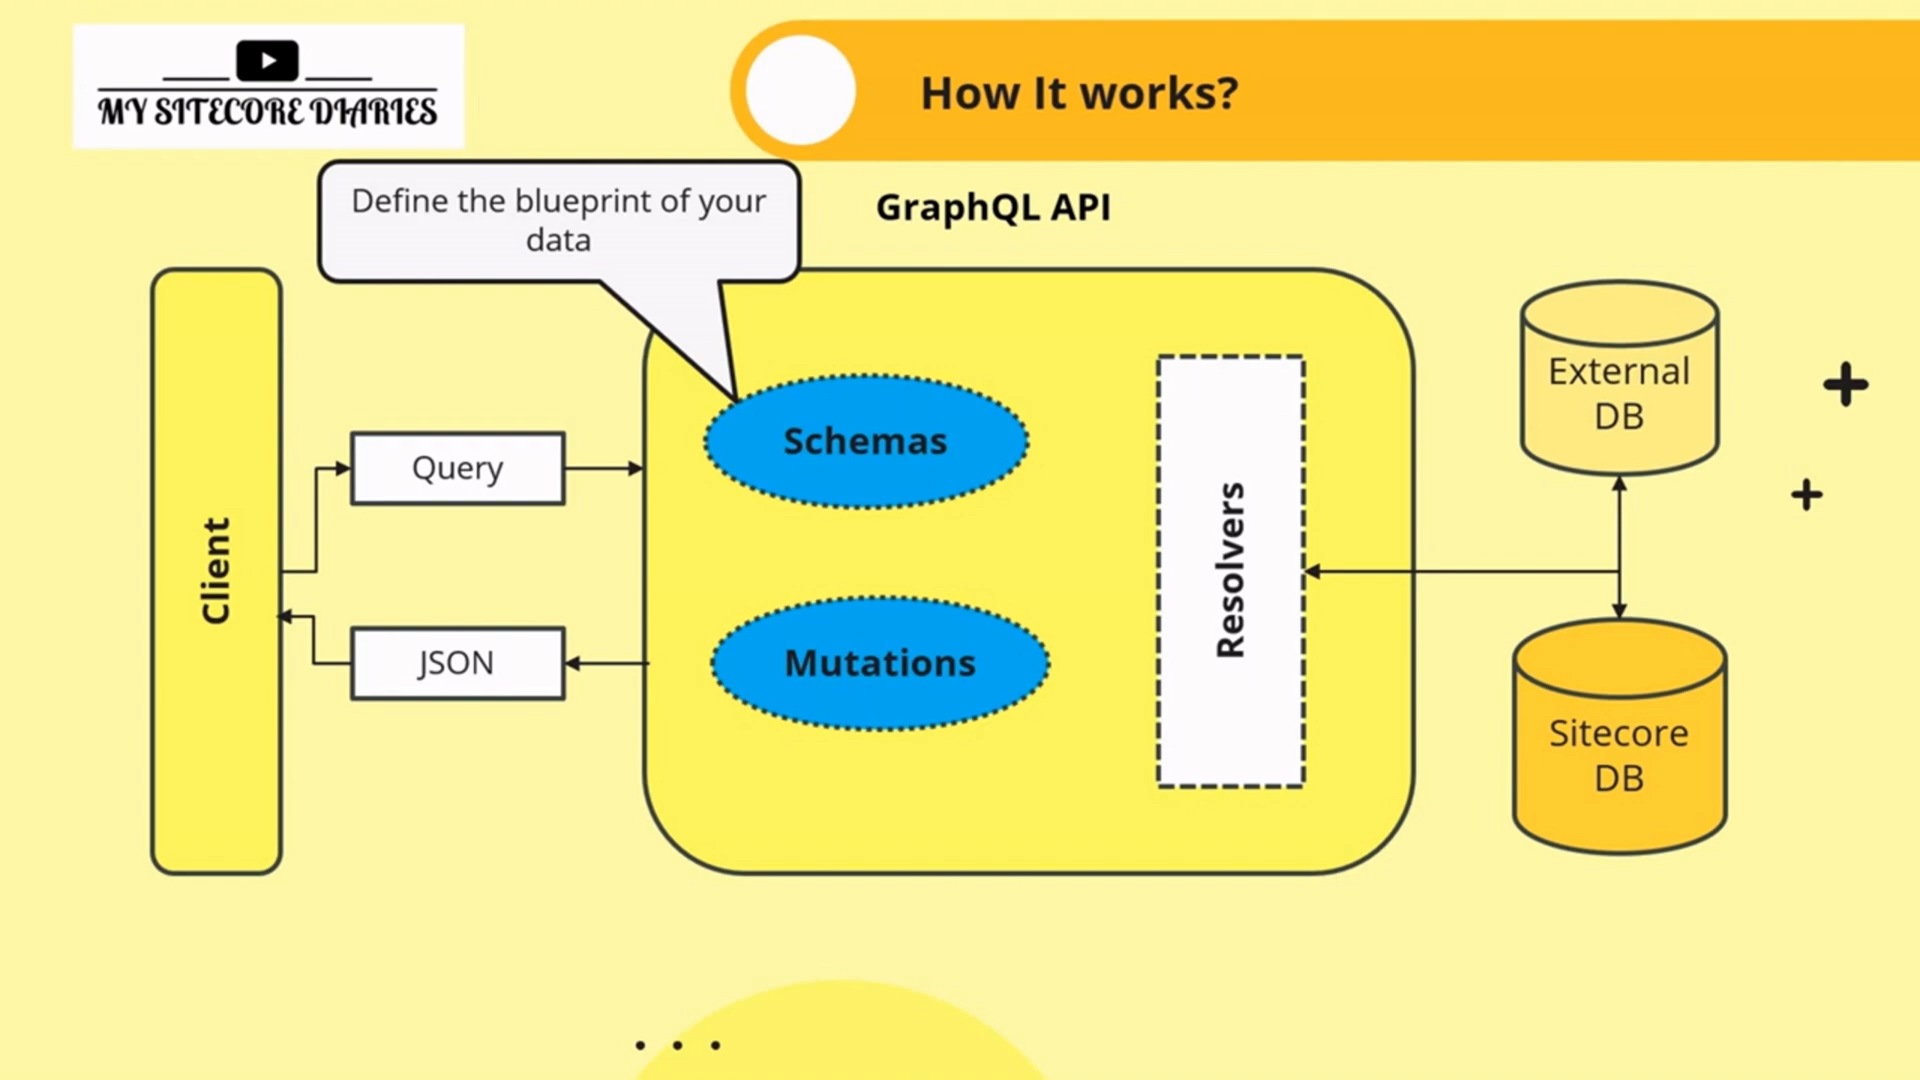 MY SITECORE DIARIES
How It works?
Define the blueprint of your
data
GraphQL API
Client
Query
JSON
Schemas
Mutations
Resolvers
External
DB
Sitecore
DB